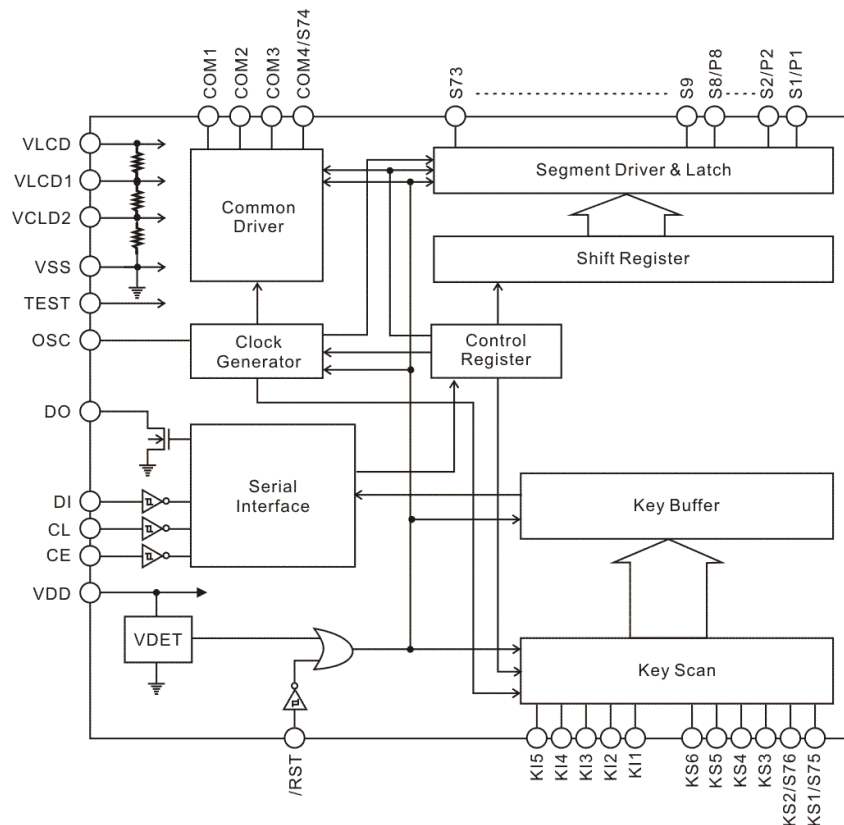 COM1
COM2
COM3
COM4/S74
S73
S9
S8/P8
S2/P2
S1/P1
VLCD
VLCD1
VCLD2
VSS
TEST
OSC
DO
DI
CL
CE
VDD
Common
Driver
Segment Driver & Latch
Shift Register
Clock
Generator
Control
Register
Serial
Interface
Key Buffer
VDET
Key Scan
/RST
KI5
KI4
KI3
KI2
KI1
KS6
KS5
KS4
KS3
KS2/S76
KS1/S75